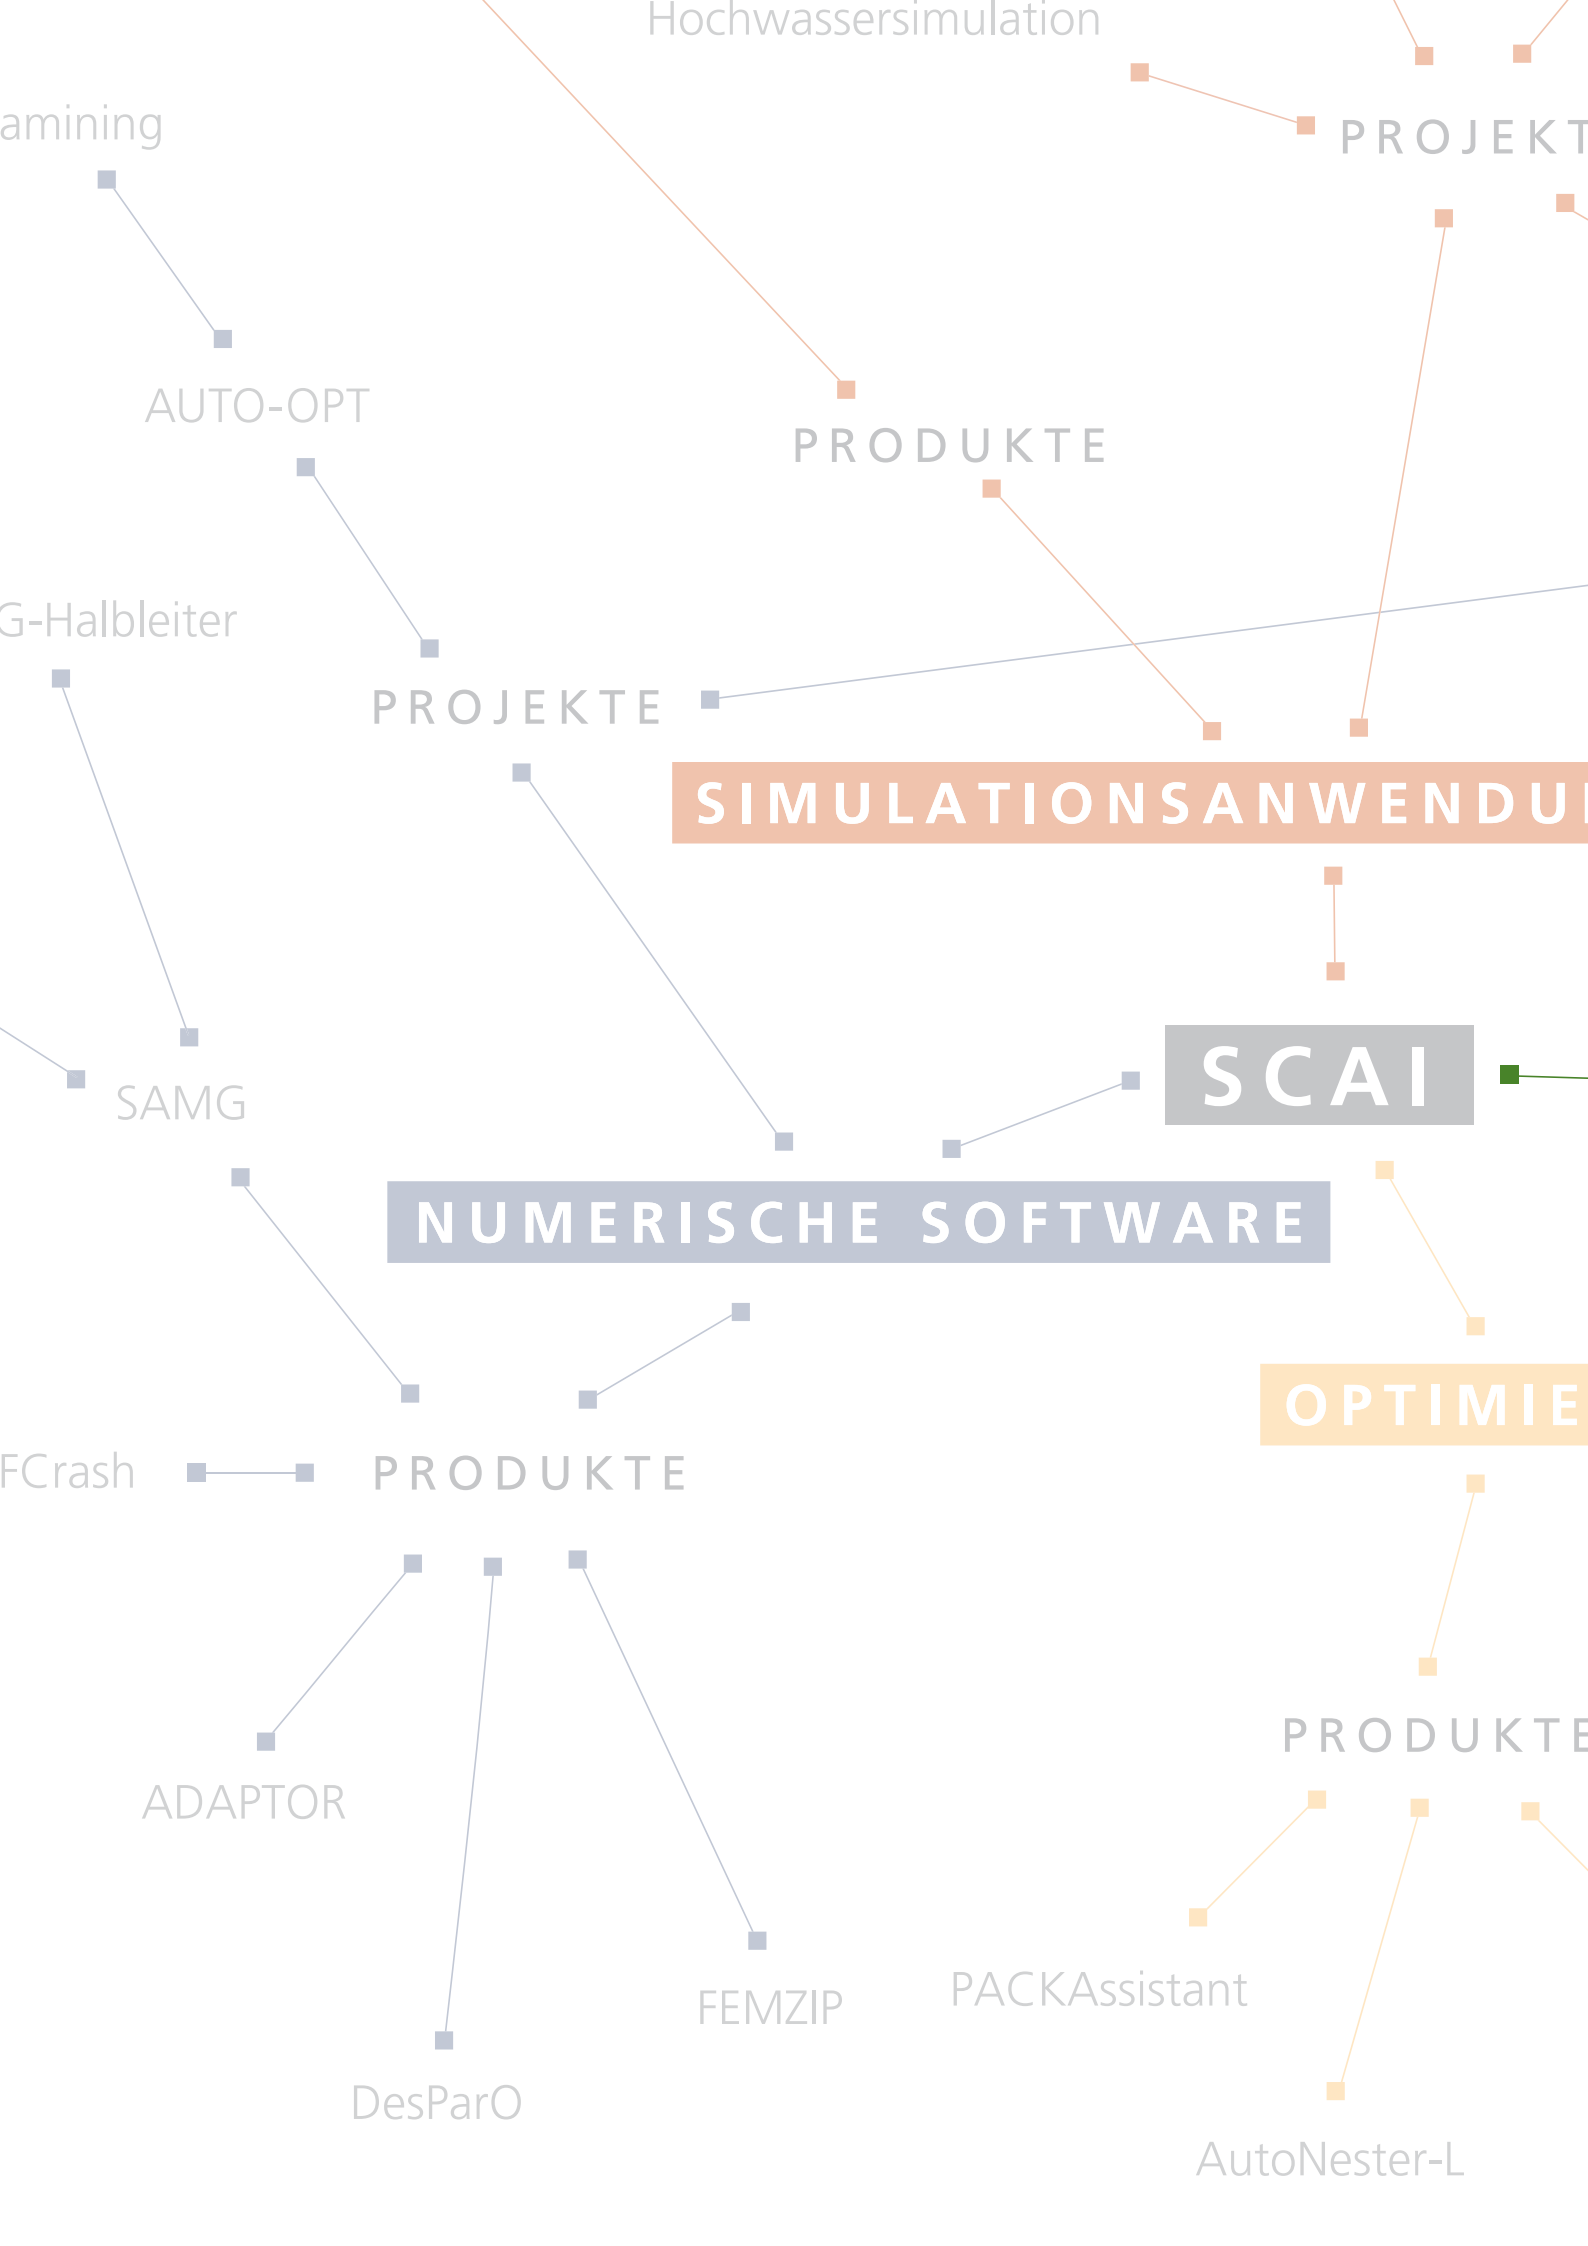 Hochwassersimulation
amining
PROJEKT
AUTO-OPT
PRODUKTE
G-Halbleiter
PROJEKTE
SIMULATIONSANWENDU
SCAI
SAMG
NUMERISCHE SOFTWARE
OPTIMIE
FCrash
PRODUKTE
PRODUKTE
ADAPTOR
PACKAssistant
FEMZIP
DesParO
AutoNester-L